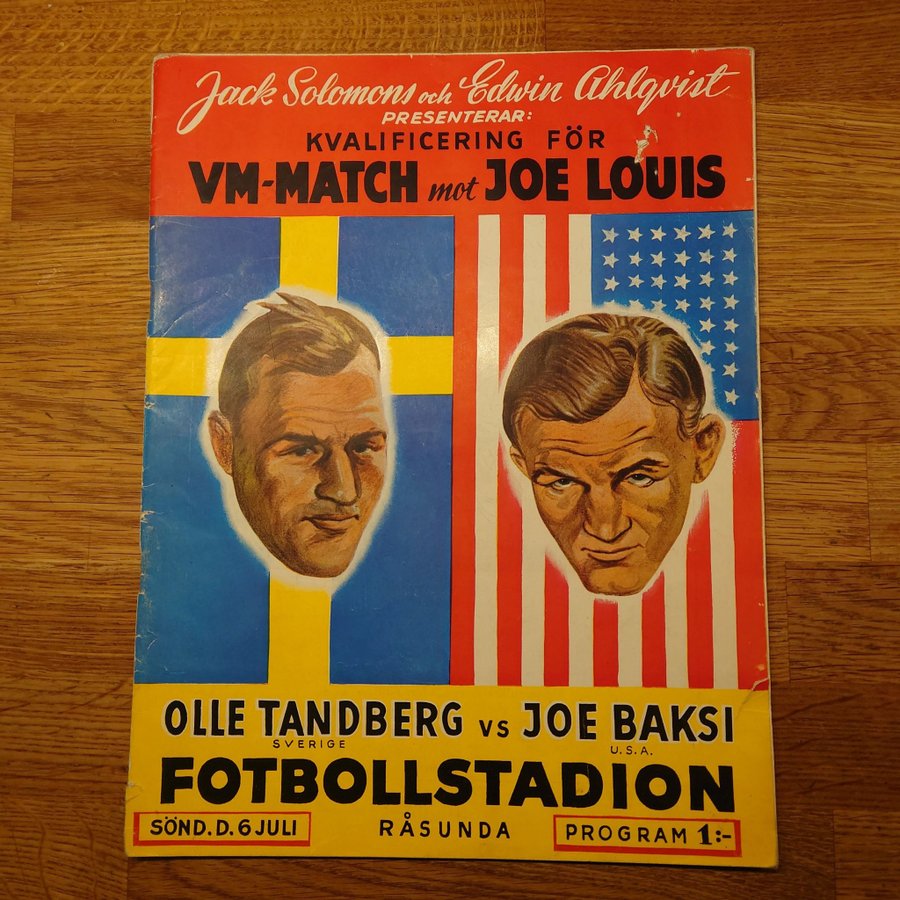 Jack Solomons och Edwin Ahlqvist
PRESENTERAR:
KVALIFICERING FÖR
VM-MATCH mot JOE LOUIS
OLLE TANDBERG VS JOE BAKSI
SVERIGE U.S.A.
FOTBOLLSTADION
SÖND. D. 6 JULI RÅSUNDA PROGRAM 1:-